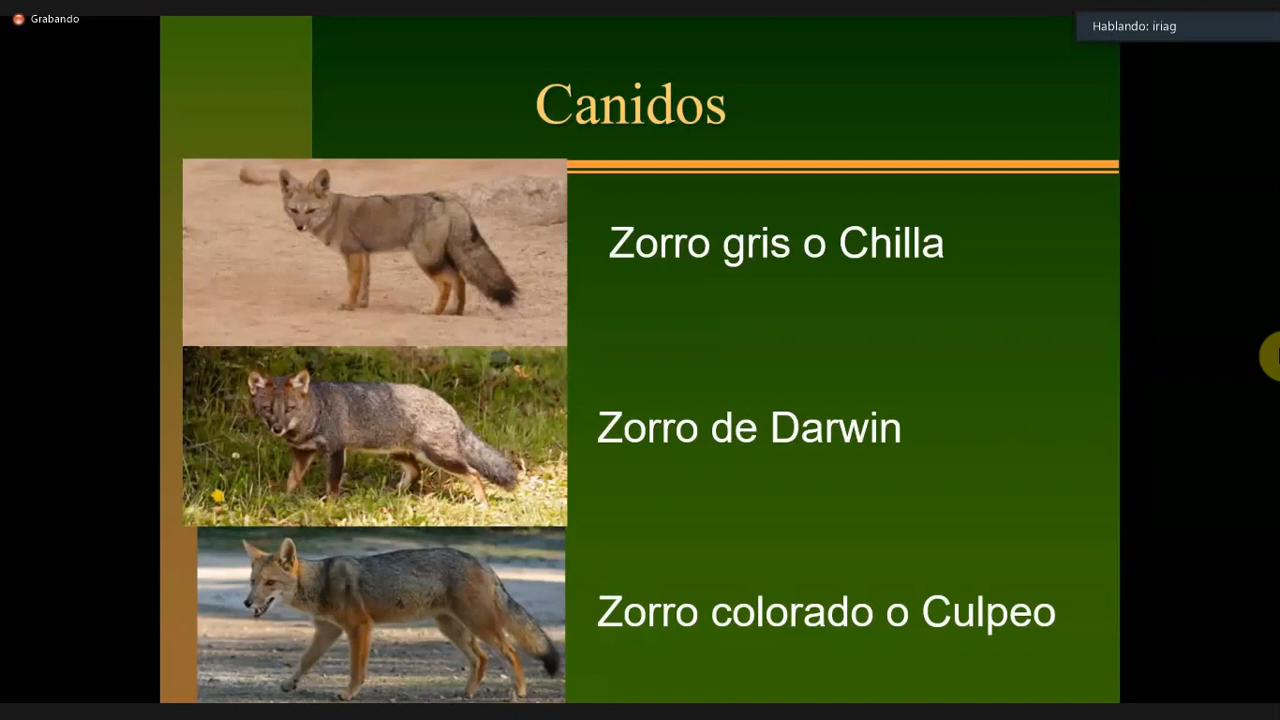 Grabando
Hablando: iriag
Canidos
Zorro gris o Chilla
Zorro de Darwin
Zorro colorado o Culpeo